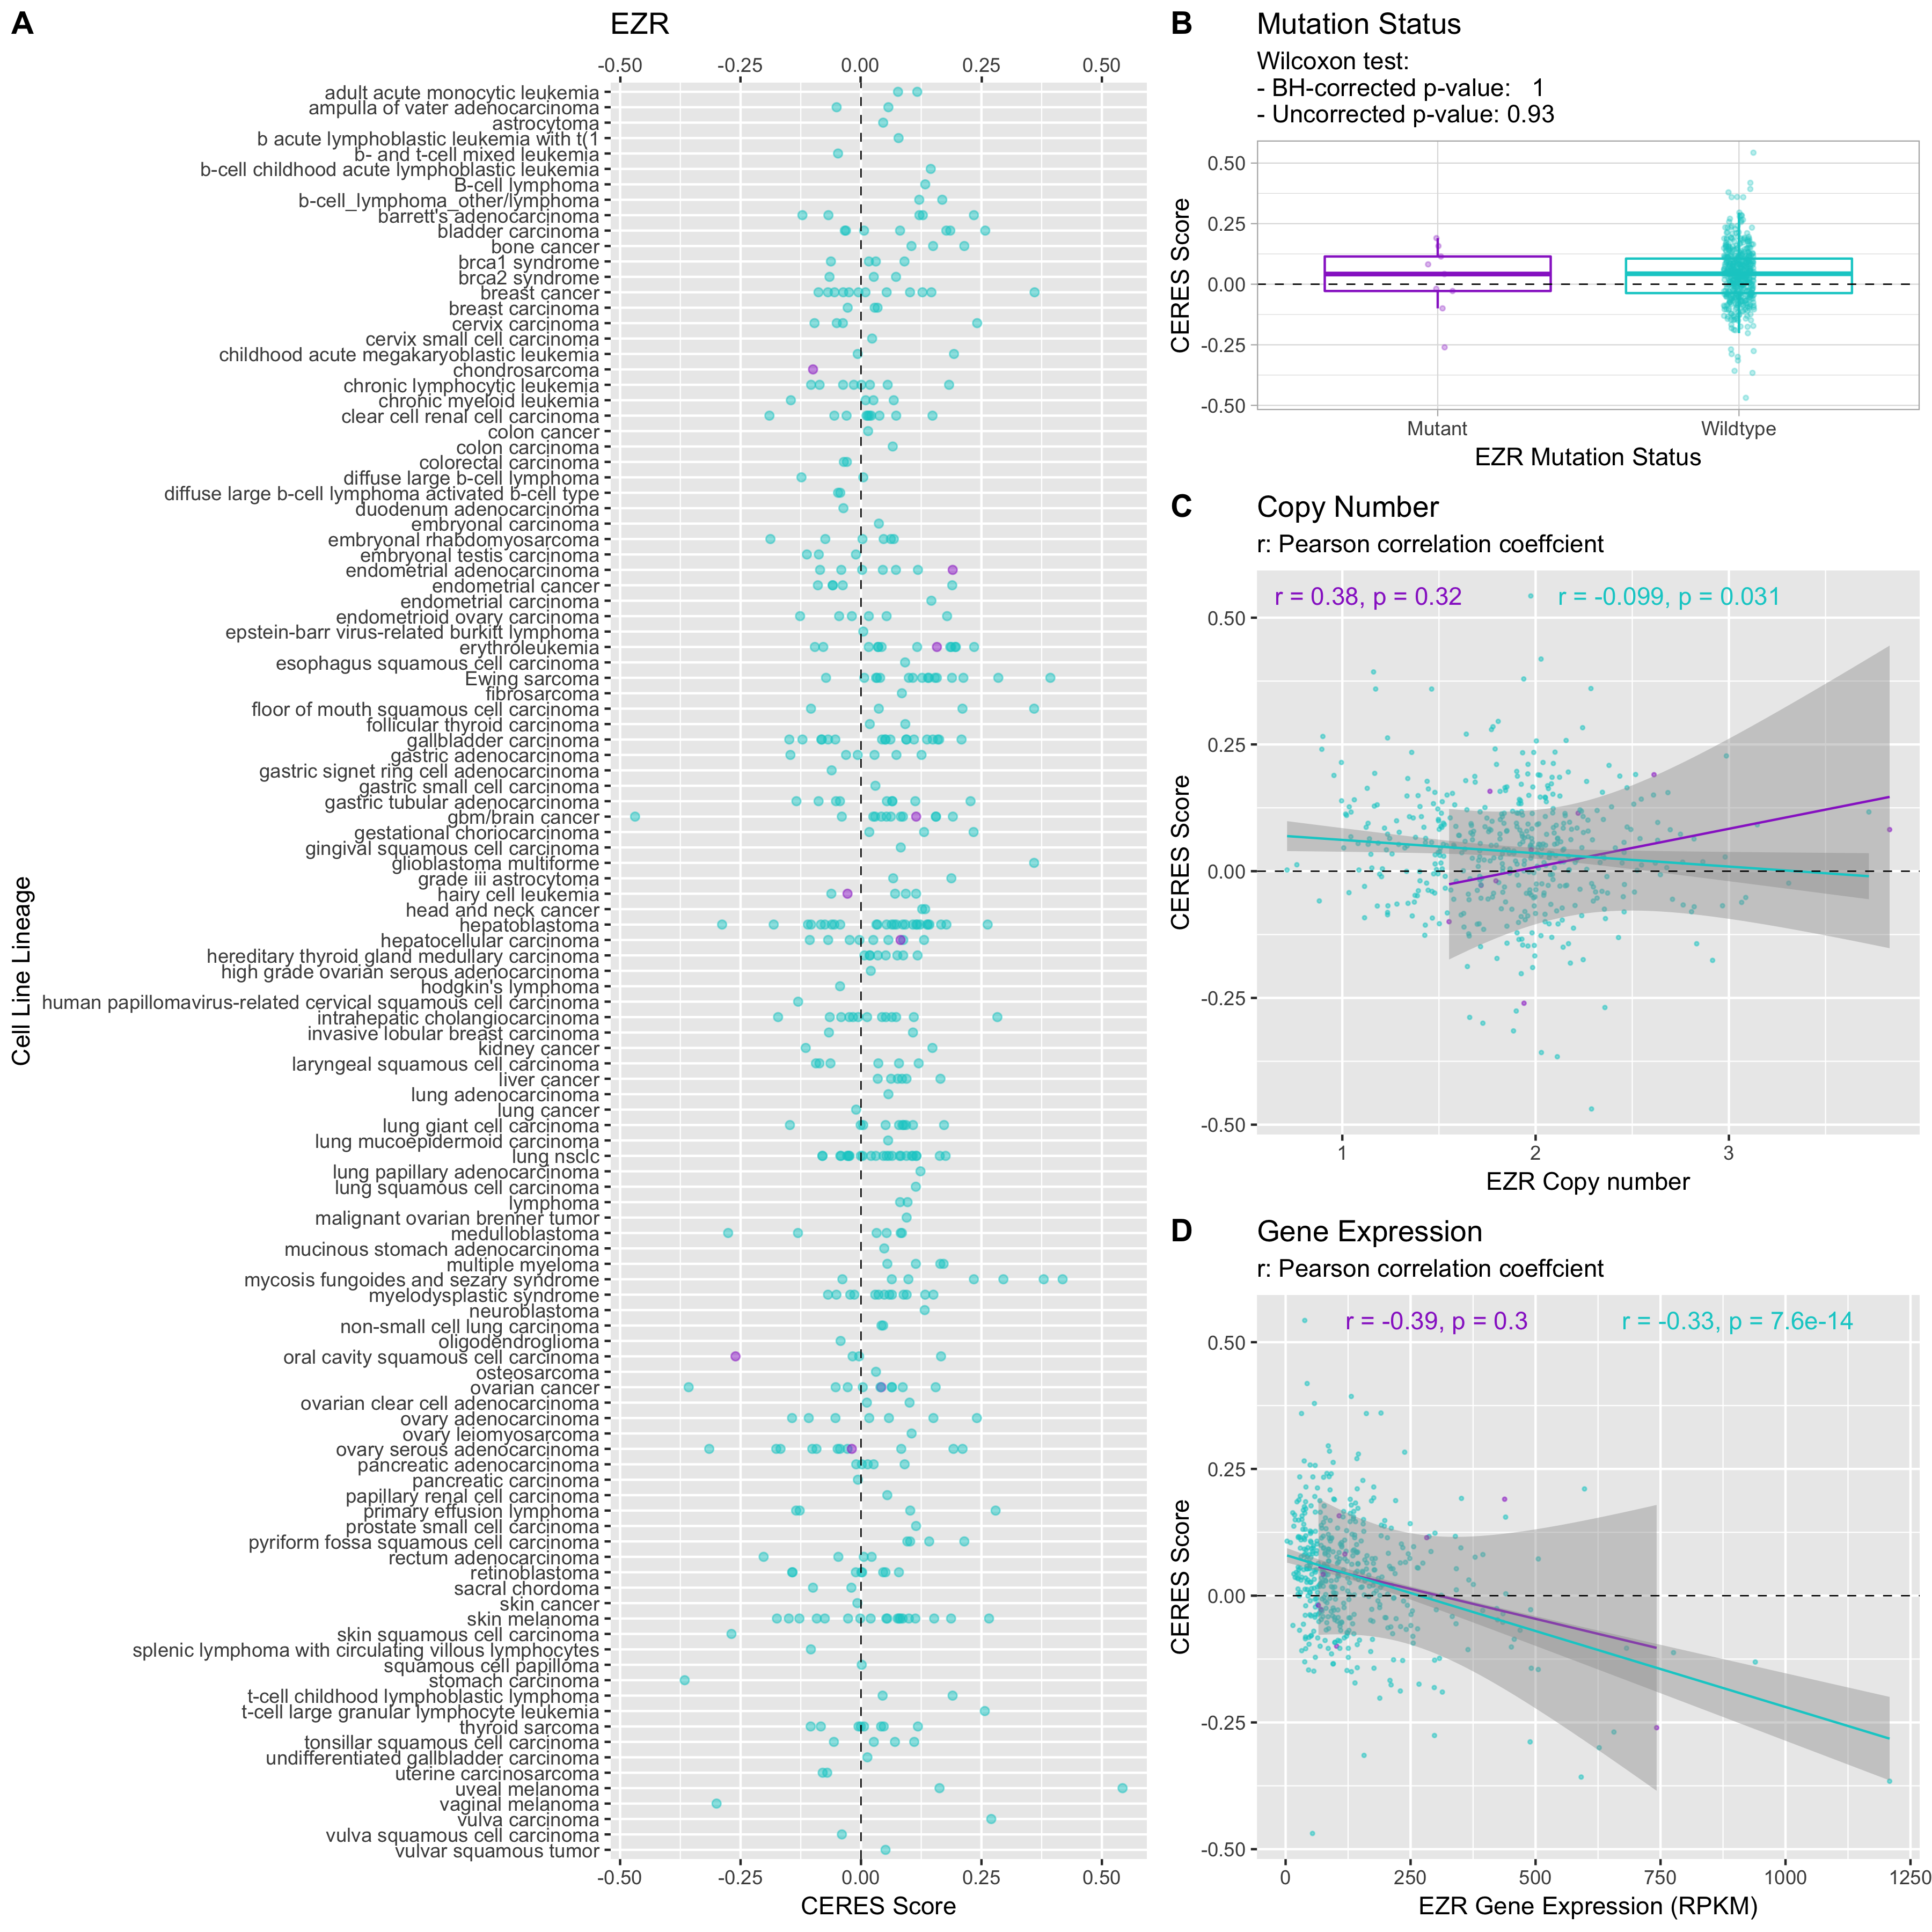 A
EZR
-0.50 -0.25 0.00 0.25 0.50
adult acute monocytic leukemia
ampulla of vater adenocarcinoma
astrocytoma
b acute lymphoblastic leukemia with t(1
b- and t-cell mixed leukemia
b-cell childhood acute lymphoblastic leukemia
B-cell lymphoma
b-cell_lymphoma_other/lymphoma
barrett's adenocarcinoma
bladder carcinoma
bone cancer
brca1 syndrome
brca2 syndrome
breast cancer
breast carcinoma
cervix carcinoma
cervix small cell carcinoma
childhood acute megakaryoblastic leukemia
chondrosarcoma
chronic lymphocytic leukemia
chronic myeloid leukemia
clear cell renal cell carcinoma
colon cancer
colon carcinoma
colorectal carcinoma
diffuse large b-cell lymphoma
diffuse large b-cell lymphoma activated b-cell type
duodenum adenocarcinoma
embryonal carcinoma
embryonal rhabdomyosarcoma
embryonal testis carcinoma
endometrial adenocarcinoma
endometrial cancer
endometrial carcinoma
endometrioid ovary carcinoma
epstein-barr virus-related burkitt lymphoma
erythroleukemia
esophagus squamous cell carcinoma
Ewing sarcoma
fibrosarcoma
floor of mouth squamous cell carcinoma
follicular thyroid carcinoma
gallbladder carcinoma
gastric adenocarcinoma
gastric signet ring cell adenocarcinoma
gastric small cell carcinoma
gastric tubular adenocarcinoma
gbm/brain cancer
gestational choriocarcinoma
gingival squamous cell carcinoma
glioblastoma multiforme
grade iii astrocytoma
hairy cell leukemia
head and neck cancer
hepatoblastoma
hepatocellular carcinoma
hereditary thyroid gland medullary carcinoma
high grade ovarian serous adenocarcinoma
hodgkin's lymphoma
human papillomavirus-related cervical squamous cell carcinoma
intrahepatic cholangiocarcinoma
invasive lobular breast carcinoma
kidney cancer
laryngeal squamous cell carcinoma
liver cancer
lung adenocarcinoma
lung cancer
lung giant cell carcinoma
lung mucoepidermoid carcinoma
lung nsclc
lung papillary adenocarcinoma
lung squamous cell carcinoma
lymphoma
malignant ovarian brenner tumor
medulloblastoma
mucinous stomach adenocarcinoma
multiple myeloma
mycosis fungoides and sezary syndrome
myelodysplastic syndrome
neuroblastoma
non-small cell lung carcinoma
oligodendroglioma
oral cavity squamous cell carcinoma
osteosarcoma
ovarian cancer
ovarian clear cell adenocarcinoma
ovary adenocarcinoma
ovary leiomyosarcoma
ovary serous adenocarcinoma
pancreatic adenocarcinoma
pancreatic carcinoma
papillary renal cell carcinoma
primary effusion lymphoma
prostate small cell carcinoma
pyriform fossa squamous cell carcinoma
rectum adenocarcinoma
retinoblastoma
sacral chordoma
skin cancer
skin melanoma
skin squamous cell carcinoma
splenic lymphoma with circulating villous lymphocytes
squamous cell papilloma
stomach carcinoma
t-cell childhood lymphoblastic lymphoma
t-cell large granular lymphocyte leukemia
thyroid sarcoma
tonsillar squamous cell carcinoma
undifferentiated gallbladder carcinoma
uterine carcinosarcoma
uveal melanoma
vaginal melanoma
vulva carcinoma
vulva squamous cell carcinoma
vulvar squamous tumor
-0.50 -0.25 0.00 0.25 0.50
CERES Score
Cell Line Lineage
B
Mutation Status
Wilcoxon test:
- BH-corrected p-value: 1
- Uncorrected p-value: 0.93
0.50
0.25
0.00
-0.25
-0.50
CERES Score
Mutant Wildtype
EZR Mutation Status
C
Copy Number
r: Pearson correlation coeffcient
r = 0.38, p = 0.32 r = -0.099, p = 0.031
0.50
0.25
0.00
-0.25
-0.50
CERES Score
1 2 3
EZR Copy number
D
Gene Expression
r: Pearson correlation coeffcient
r = -0.39, p = 0.3 r = -0.33, p = 7.6e-14
0.50
0.25
0.00
-0.25
-0.50
CERES Score
0 250 500 750 1000 1250
EZR Gene Expression (RPKM)